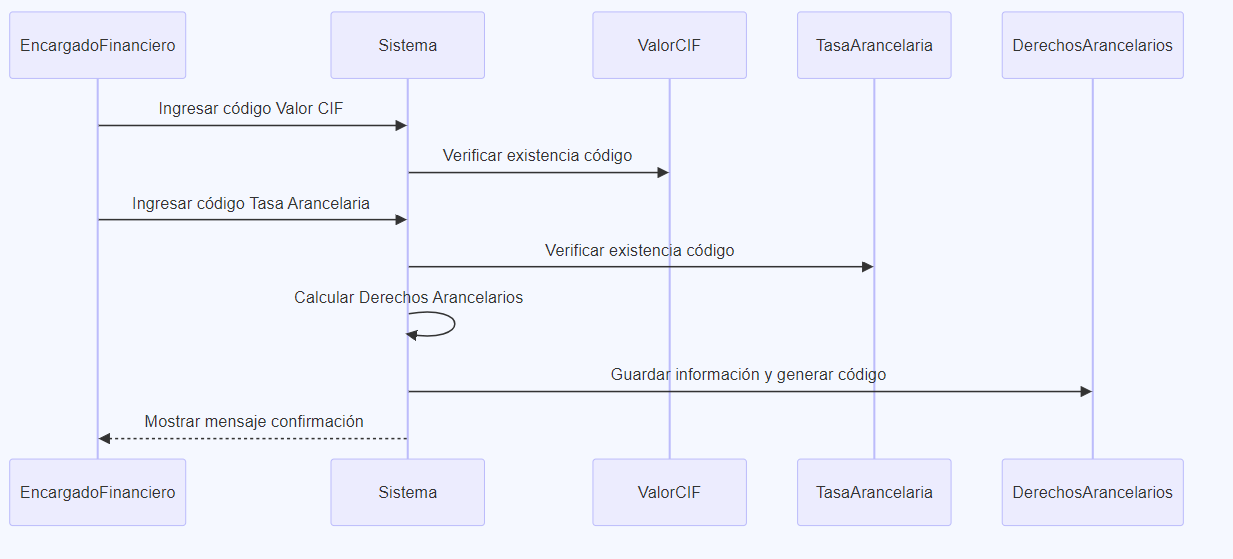 EncargadoFinanciero
Sistema
ValorCIF
TasaArancelaria
DerechosArancelarios
Ingresar código Valor CIF
Verificar existencia código
Ingresar código Tasa Arancelaria
Verificar existencia código
Calcular Derechos Arancelarios
Guardar información y generar código
Mostrar mensaje confirmación
EncargadoFinanciero
Sistema
ValorCIF
TasaArancelaria
DerechosArancelarios